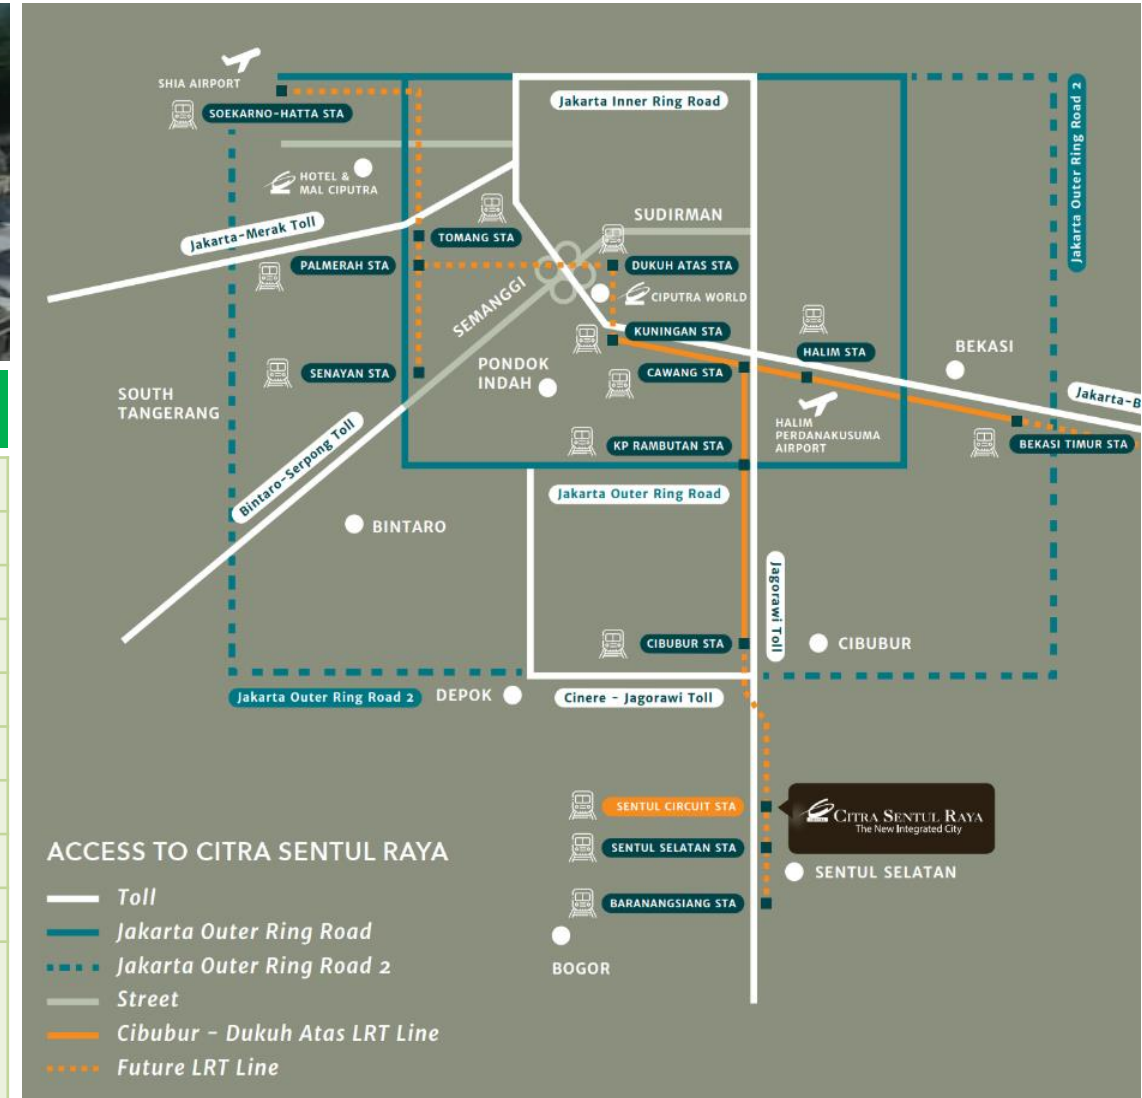 SHIA AIRPORT
SOEKARNO-HATTA STA
Jakarta Inner Ring Road
Jakarta Outer Ring Road 2
HOTEL &
MAL CIPUTRA
Jakarta-Merak Toll
TOMANG STA
SUDIRMAN
PALMERAH STA
DUKUH ATAS STA
SEMANGGI
CIPUTRA WORLD
KUNINGAN STA
HALIM STA
BEKASI
SENAYAN STA
PONDOK
INDAH
CAWANG STA
SOUTH
TANGERANG
Jakarta-B
HALIM
PERDANAKUSUMA
AIRPORT
KP RAMBUTAN STA
BEKASI TIMUR STA
Bintaro-Serpong Toll
Jakarta Outer Ring Road
BINTARO
Jagorawi Toll
CIBUBUR STA
CIBUBUR
Jakarta Outer Ring Road 2
DEPOK
Cinere - Jagorawi Toll
SENTUL CIRCUIT STA
CITRA SENTUL RAYA
The New Integrated City
SENTUL SELATAN STA
SENTUL SELATAN
BARANANGSIANG STA
BOGOR
ACCESS TO CITRA SENTUL RAYA
Toll
Jakarta Outer Ring Road
Jakarta Outer Ring Road 2
Street
Cibubur - Dukuh Atas LRT Line
Future LRT Line